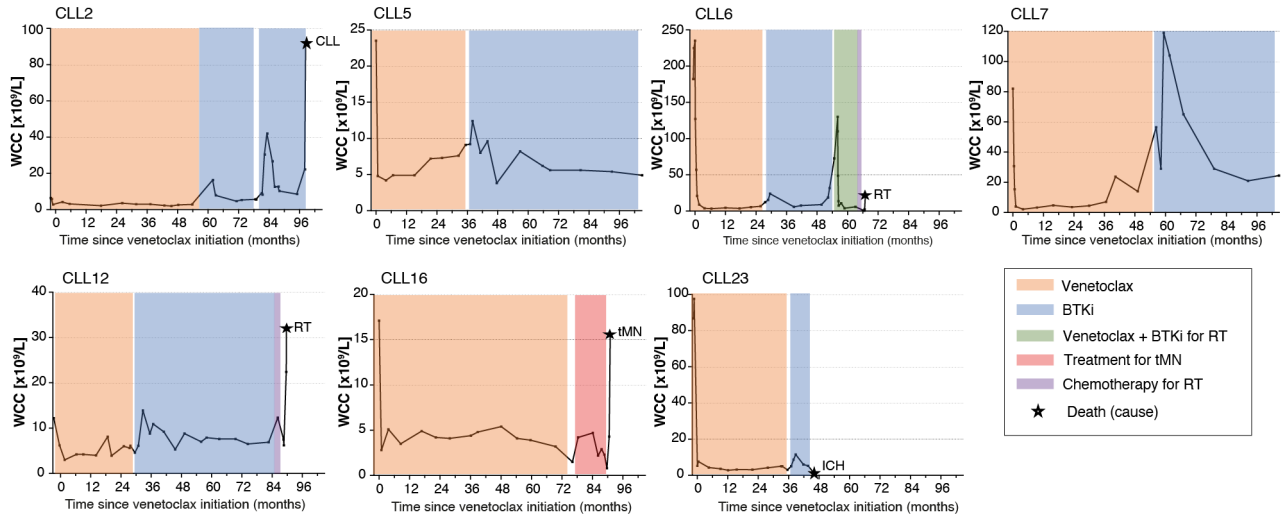 CLL2
WCC [x10⁹/L]
100
80
60
40
20
0
CLL
0 12 24 36 48 60 72 84 96
Time since venetoclax initiation (months)
CLL5
WCC [x10⁹/L]
25
20
15
10
5
0
0 12 24 36 48 60 72 84 96
Time since venetoclax initiation (months)
CLL6
WCC [x10⁹/L]
250
200
150
100
50
0
RT
0 12 24 36 48 60 72 84 96
Time since venetoclax initiation (months)
CLL7
WCC [x10⁹/L]
120
100
80
60
40
20
0
0 12 24 36 48 60 72 84 96
Time since venetoclax initiation (months)
CLL12
WCC [x10⁹/L]
40
30
20
10
0
RT
0 12 24 36 48 60 72 84 96
Time since venetoclax initiation (months)
CLL16
WCC [x10⁹/L]
20
15
10
5
0
tMN
0 12 24 36 48 60 72 84 96
Time since venetoclax initiation (months)
CLL23
WCC [x10⁹/L]
100
80
60
40
20
0
ICH
0 12 24 36 48 60 72 84 96
Time since venetoclax initiation (months)
Venetoclax
BTKi
Venetoclax + BTKi for RT
Treatment for tMN
Chemotherapy for RT
Death (cause)